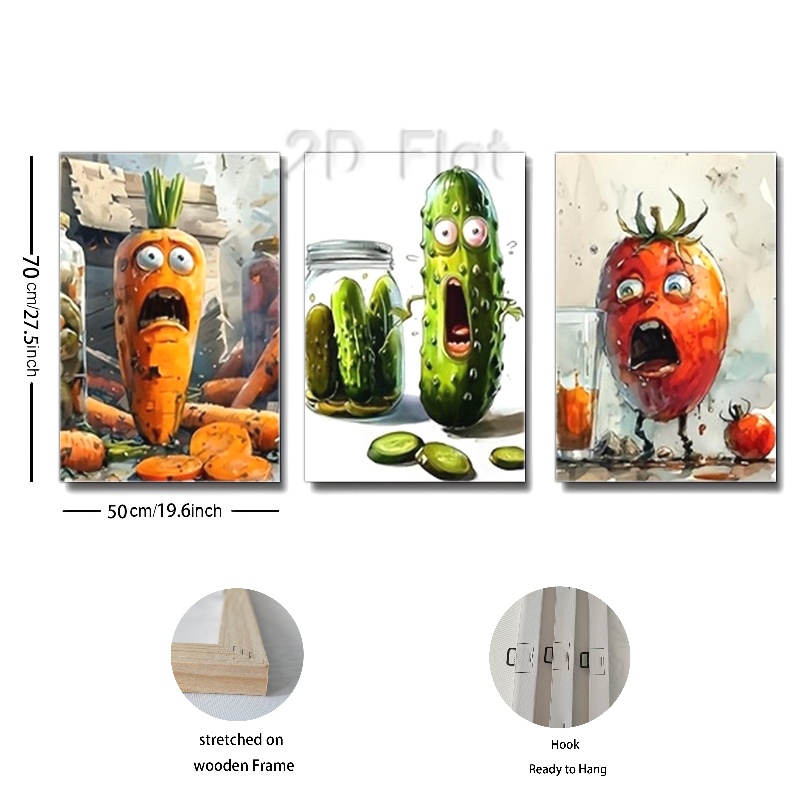 2D Flat
70 cm/27.5inch
50 cm/19.6inch
stretched on
wooden Frame
Hook
Ready to Hang